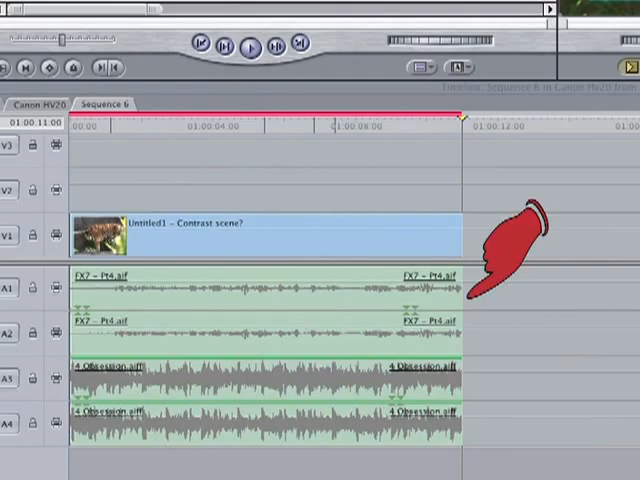 Timeline: Sequence 6 in Canon HV20 from
Canon HV20
Sequence 6
01:00:11:00
:00:00
01:00:04:00
01:00:08:00
01:00:12:00
01:00
V3
V2
V1
Untitled1 - Contrast scene?
A1
FX7 - Pt4.aif
FX7 - Pt4.aif
A2
FX7 - Pt4.aif
FX7 - Pt4.aif
A3
4 Obsession.aiff
4 Obsession.aiff
A4
4 Obsession.aiff
4 Obsession.aiff